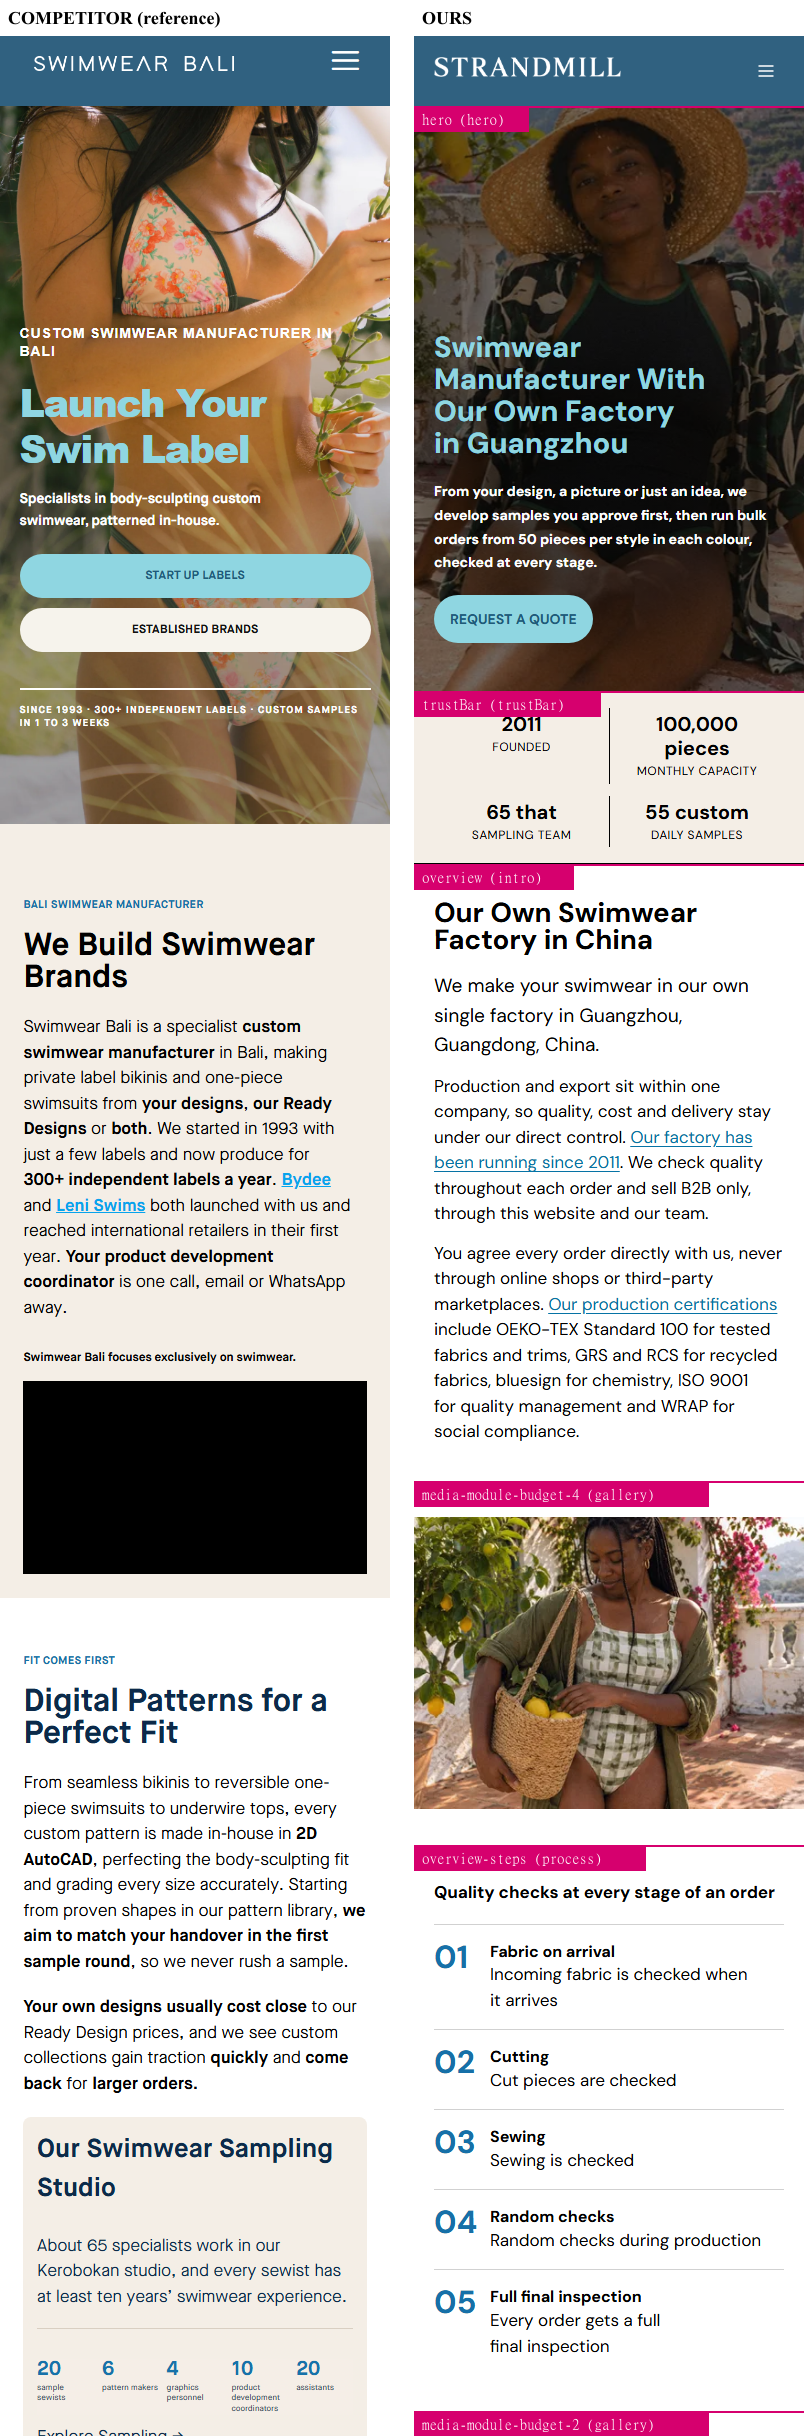 COMPETITOR (reference)
SWIMWEAR BALI
CUSTOM SWIMWEAR MANUFACTURER IN
BALI
Launch Your
Swim Label
Specialists in body-sculpting custom
swimwear, patterned in-house.
START UP LABELS
ESTABLISHED BRANDS
SINCE 1993 · 300+ INDEPENDENT LABELS · CUSTOM SAMPLES
IN 1 TO 3 WEEKS
BALI SWIMWEAR MANUFACTURER
We Build Swimwear
Brands
Swimwear Bali is a specialist custom
swimwear manufacturer in Bali, making
private label bikinis and one-piece
swimsuits from your designs, our Ready
Designs or both. We started in 1993 with
just a few labels and now produce for
300+ independent labels a year. Bydee
and Leni Swims both launched with us and
reached international retailers in their first
year. Your product development
coordinator is one call, email or WhatsApp
away.
Swimwear Bali focuses exclusively on swimwear.
FIT COMES FIRST
Digital Patterns for a
Perfect Fit
From seamless bikinis to reversible one-
piece swimsuits to underwire tops, every
custom pattern is made in-house in 2D
AutoCAD, perfecting the body-sculpting fit
and grading every size accurately. Starting
from proven shapes in our pattern library, we
aim to match your handover in the first
sample round, so we never rush a sample.
Your own designs usually cost close to our
Ready Design prices, and we see custom
collections gain traction quickly and come
back for larger orders.
Our Swimwear Sampling
Studio
About 65 specialists work in our
Kerobokan studio, and every sewist has
at least ten years' swimwear experience.
20 6 4 10 20
sample pattern makers graphics product assistants
sewists personnel development
coordinators
Explore Sampling →
OURS
STRANDMILL
hero (hero)
Swimwear
Manufacturer With
Our Own Factory
in Guangzhou
From your design, a picture or just an idea, we
develop samples you approve first, then run bulk
orders from 50 pieces per style in each colour,
checked at every stage.
REQUEST A QUOTE
trustBar (trustBar)
2011
FOUNDED
100,000
pieces
MONTHLY CAPACITY
65 that
SAMPLING TEAM
55 custom
DAILY SAMPLES
overview (intro)
Our Own Swimwear
Factory in China
We make your swimwear in our own
single factory in Guangzhou,
Guangdong, China.
Production and export sit within one
company, so quality, cost and delivery stay
under our direct control. Our factory has
been running since 2011. We check quality
throughout each order and sell B2B only,
through this website and our team.
You agree every order directly with us, never
through online shops or third-party
marketplaces. Our production certifications
include OEKO-TEX Standard 100 for tested
fabrics and trims, GRS and RCS for recycled
fabrics, bluesign for chemistry, ISO 9001
for quality management and WRAP for
social compliance.
media-module-budget-4 (gallery)
overview-steps (process)
Quality checks at every stage of an order
01 Fabric on arrival
Incoming fabric is checked when
it arrives
02 Cutting
Cut pieces are checked
03 Sewing
Sewing is checked
04 Random checks
Random checks during production
05 Full final inspection
Every order gets a full
final inspection
media-module-budget-2 (gallery)